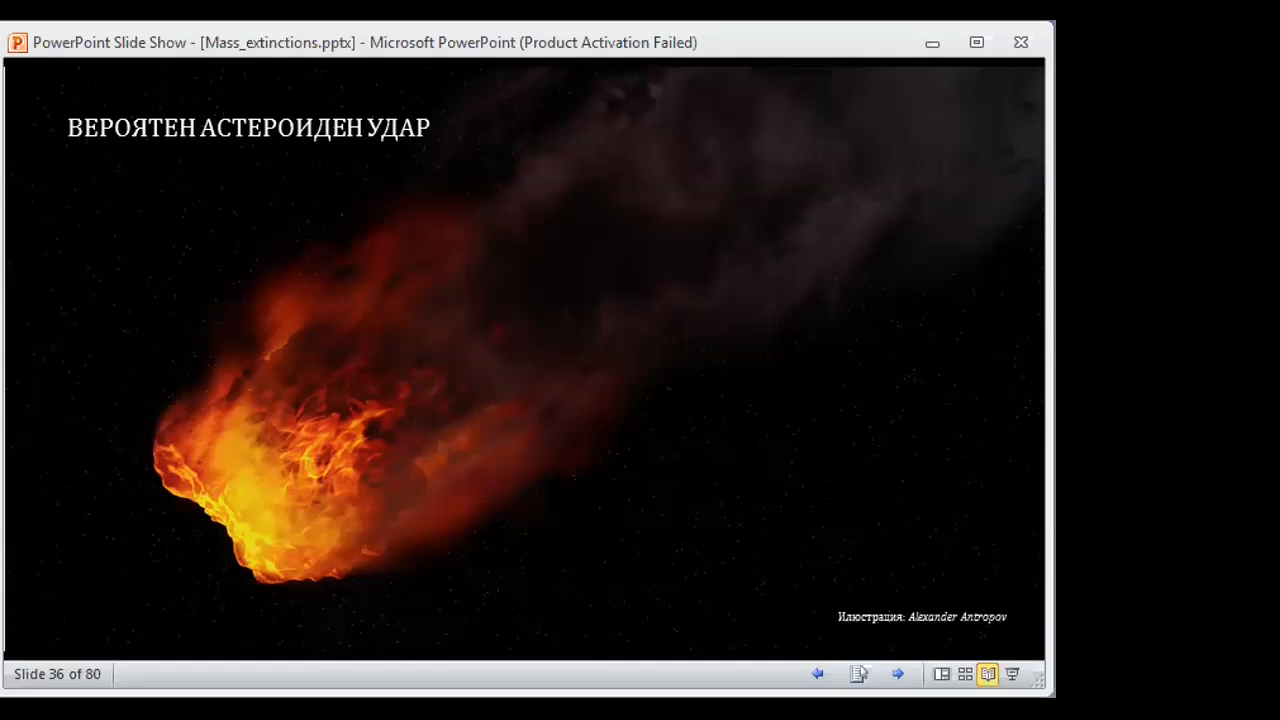 PowerPoint Slide Show - [Mass_extinctions.pptx] - Microsoft PowerPoint (Product Activation Failed)
ВЕРОЯТЕН АСТЕРОИДЕН УДАР
Илюстрация: Alexander Antropov
Slide 36 of 80